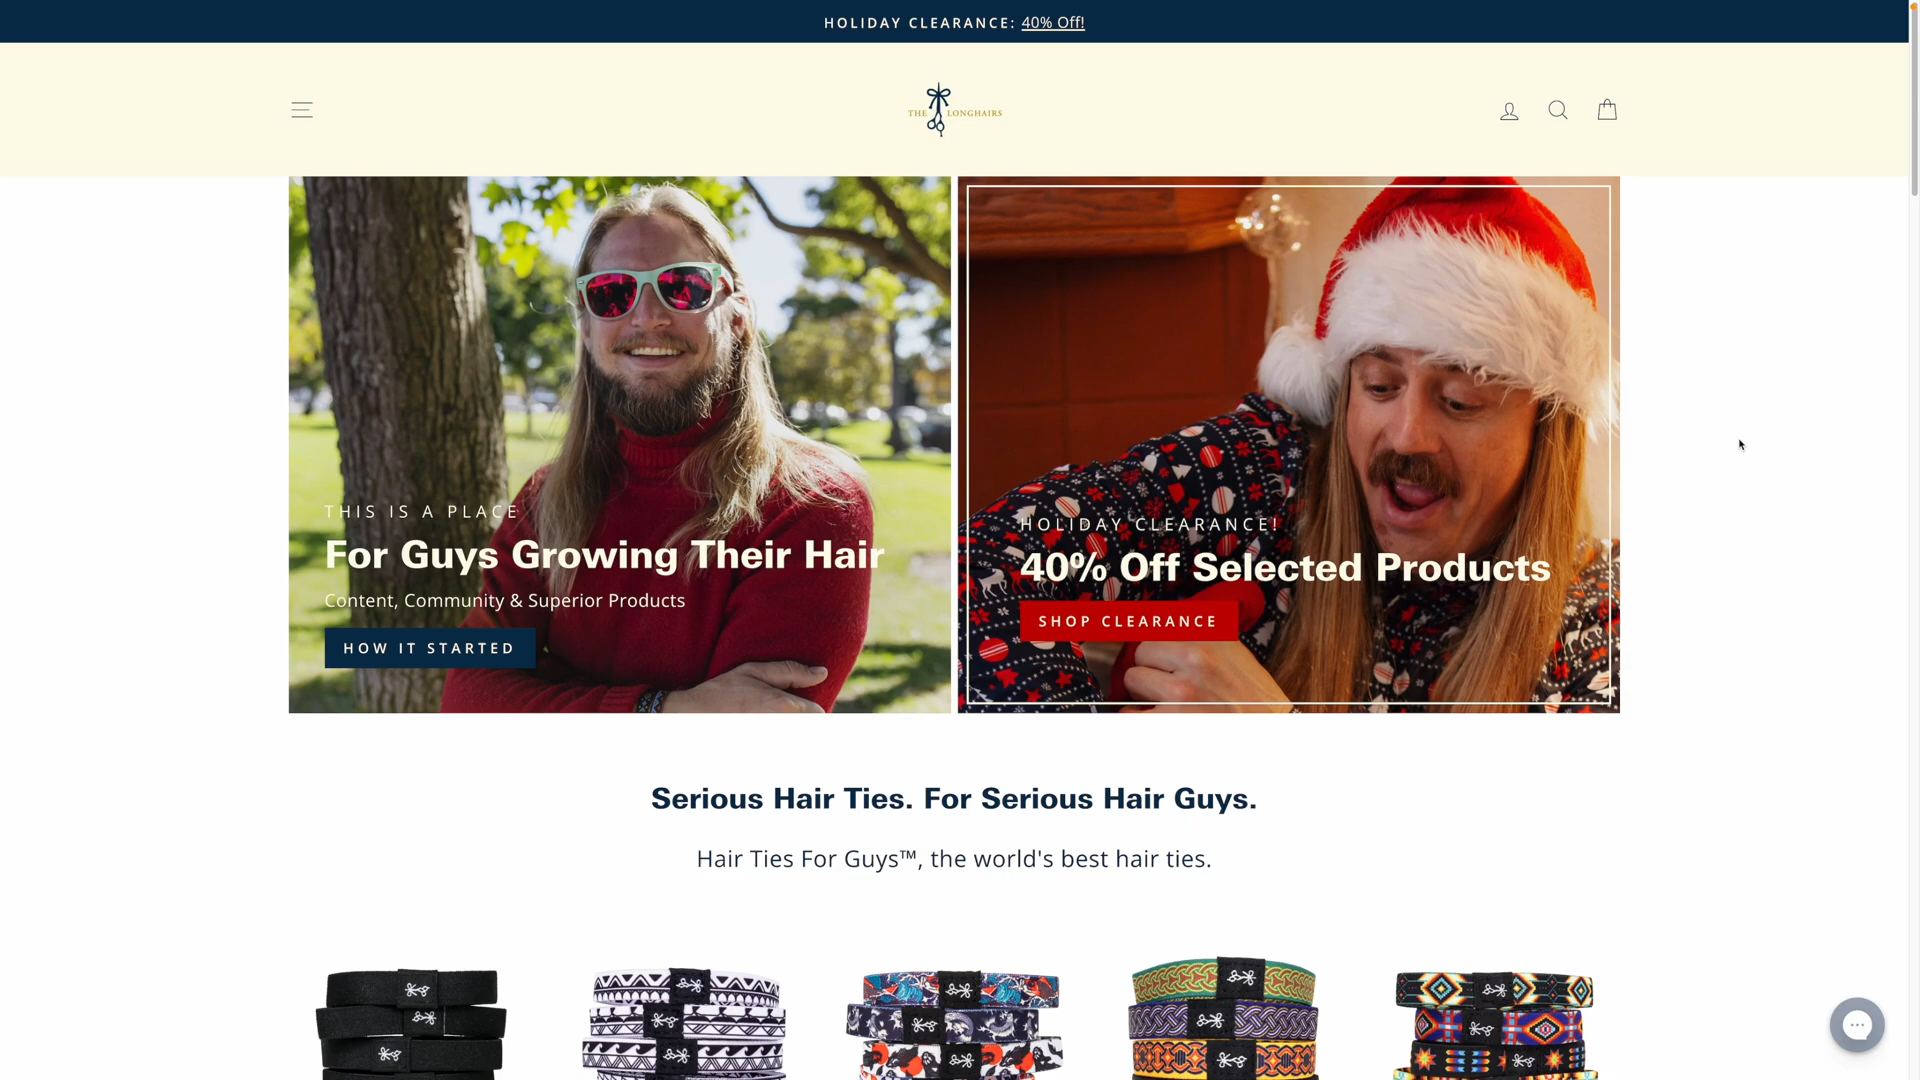 HOLIDAY CLEARANCE: 40% Off!
THE LONGHAIRS
THIS IS A PLACE
For Guys Growing Their Hair
Content, Community & Superior Products
HOW IT STARTED
HOLIDAY CLEARANCE!
40% Off Selected Products
SHOP CLEARANCE
Serious Hair Ties. For Serious Hair Guys.
Hair Ties For Guys™, the world's best hair ties.